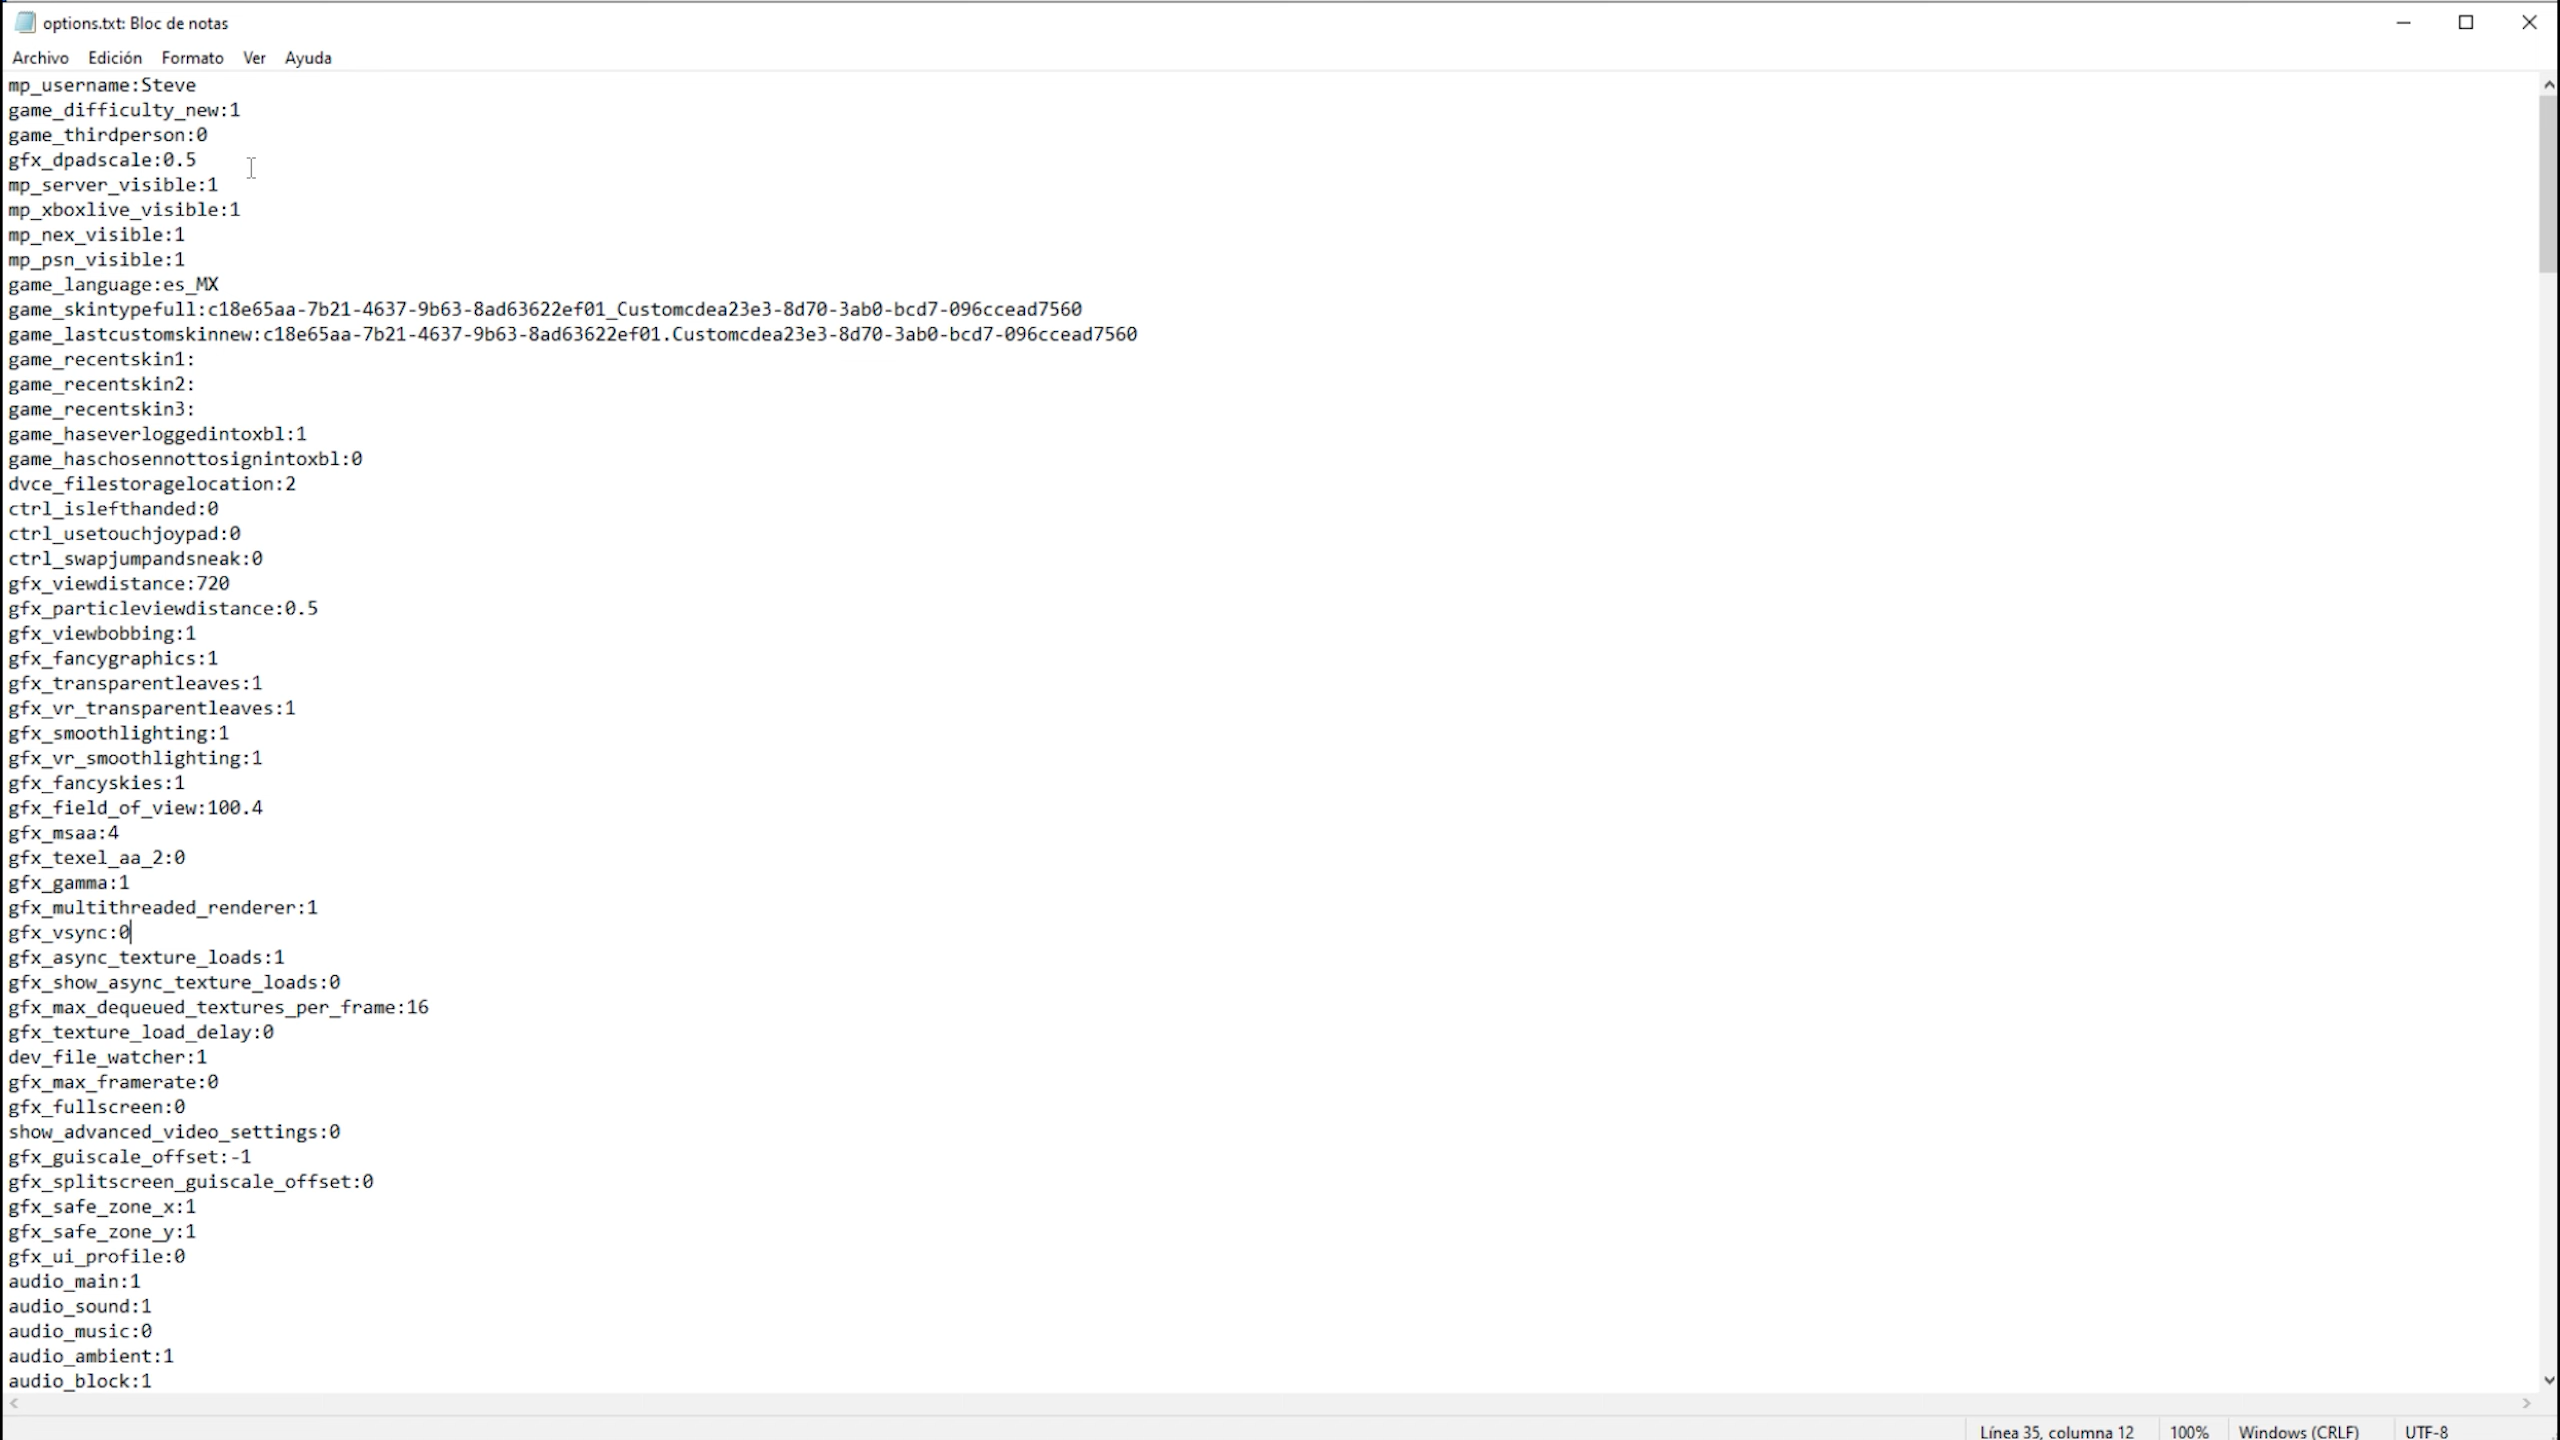 options.txt: Bloc de notas
Archivo Edición Formato Ver Ayuda
mp_username:Steve
game_difficulty_new:1
game_thirdperson:0
gfx_dpadscale:0.5
mp_server_visible:1
mp_xboxlive_visible:1
mp_nex_visible:1
mp_psn_visible:1
game_language:es_MX
game_skintypefull:c18e65aa-7b21-4637-9b63-8ad63622ef01_Customcdea23e3-8d70-3ab0-bcd7-096ccead7560
game_lastcustomskinnew:c18e65aa-7b21-4637-9b63-8ad63622ef01.Customcdea23e3-8d70-3ab0-bcd7-096ccead7560
game_recentskin1:
game_recentskin2:
game_recentskin3:
game_haseverloggedintoxbl:1
game_haschosennottosignintoxbl:0
dvce_filestoragelocation:2
ctrl_islefthanded:0
ctrl_usetouchjoypad:0
ctrl_swapjumpandsneak:0
gfx_viewdistance:720
gfx_particleviewdistance:0.5
gfx_viewbobbing:1
gfx_fancygraphics:1
gfx_transparentleaves:1
gfx_vr_transparentleaves:1
gfx_smoothlighting:1
gfx_vr_smoothlighting:1
gfx_fancyskies:1
gfx_field_of_view:100.4
gfx_msaa:4
gfx_texel_aa_2:0
gfx_gamma:1
gfx_multithreaded_renderer:1
gfx_vsync:0
gfx_async_texture_loads:1
gfx_show_async_texture_loads:0
gfx_max_dequeued_textures_per_frame:16
gfx_texture_load_delay:0
dev_file_watcher:1
gfx_max_framerate:0
gfx_fullscreen:0
show_advanced_video_settings:0
gfx_guiscale_offset:-1
gfx_splitscreen_guiscale_offset:0
gfx_safe_zone_x:1
gfx_safe_zone_y:1
gfx_ui_profile:0
audio_main:1
audio_sound:1
audio_music:0
audio_ambient:1
audio_block:1
Línea 35, columna 12 100% Windows (CRLF) UTF-8